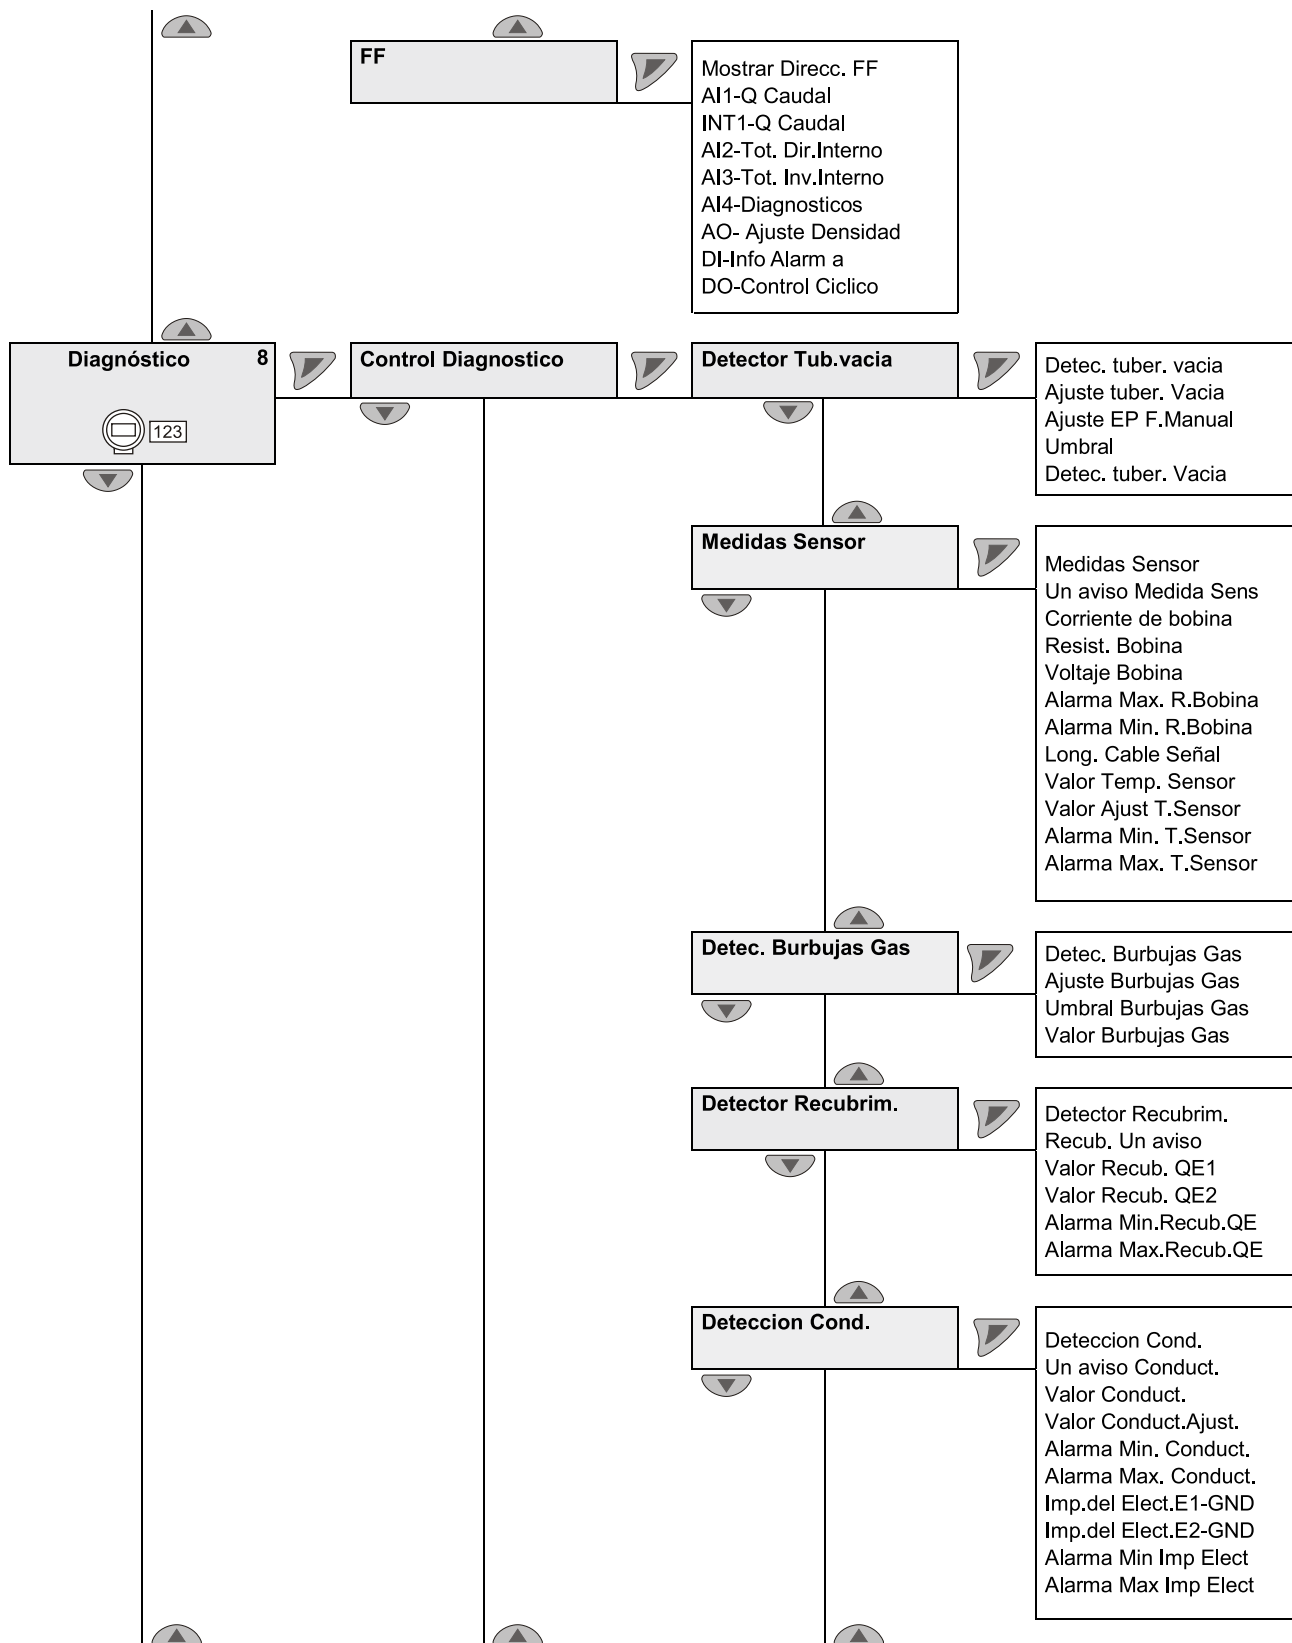 FF
Mostrar Direcc. FF
AI1-Q Caudal
INT1-Q Caudal
AI2-Tot. Dir.Interno
AI3-Tot. Inv.Interno
AI4-Diagnosticos
AO- Ajuste Densidad
DI-Info Alarm a
DO-Control Ciclico
Diagnóstico 8
123
Control Diagnostico
Detector Tub.vacia
Detec. tuber. vacia
Ajuste tuber. Vacia
Ajuste EP F.Manual
Umbral
Detec. tuber. Vacia
Medidas Sensor
Medidas Sensor
Un aviso Medida Sens
Corriente de bobina
Resist. Bobina
Voltaje Bobina
Alarma Max. R.Bobina
Alarma Min. R.Bobina
Long. Cable Señal
Valor Temp. Sensor
Valor Ajust T.Sensor
Alarma Min. T.Sensor
Alarma Max. T.Sensor
Detec. Burbujas Gas
Detec. Burbujas Gas
Ajuste Burbujas Gas
Umbral Burbujas Gas
Valor Burbujas Gas
Detector Recubrim.
Detector Recubrim.
Recub. Un aviso
Valor Recub. QE1
Valor Recub. QE2
Alarma Min.Recub.QE
Alarma Max.Recub.QE
Deteccion Cond.
Deteccion Cond.
Un aviso Conduct.
Valor Conduct.
Valor Conduct.Ajust.
Alarma Min. Conduct.
Alarma Max. Conduct.
Imp.del Elect.E1-GND
Imp.del Elect.E2-GND
Alarma Min Imp Elect
Alarma Max Imp Elect